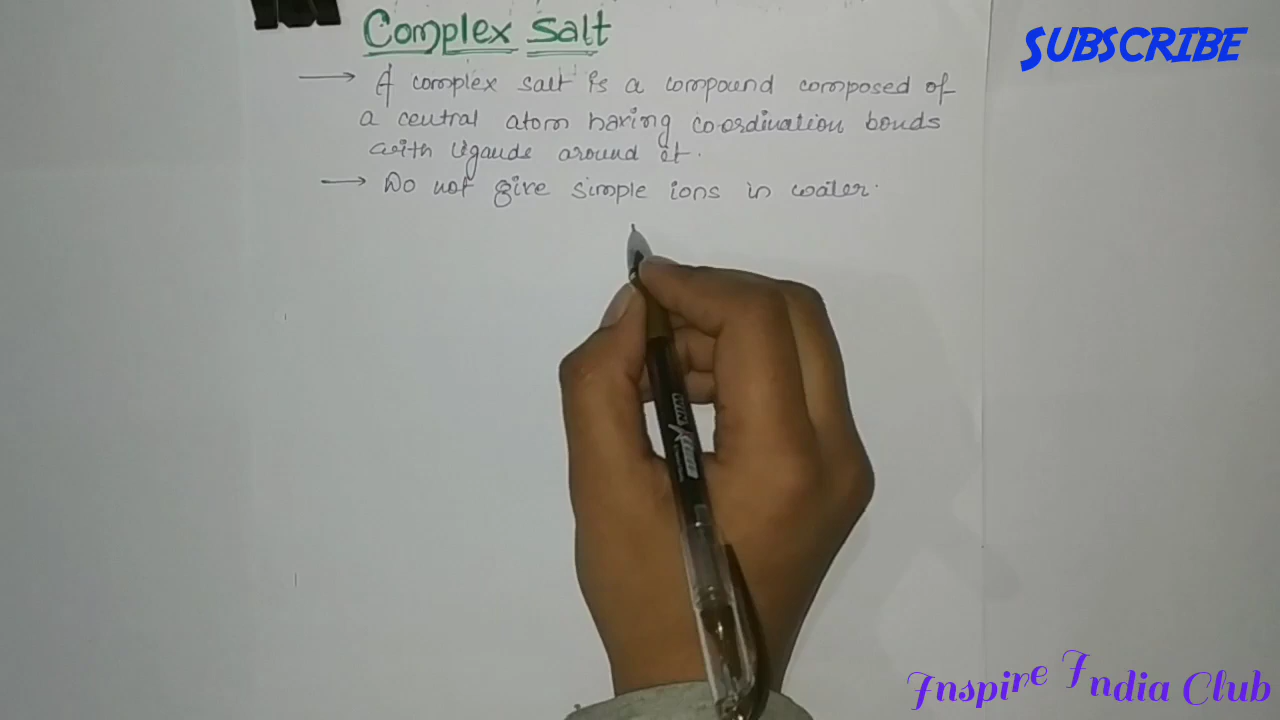 Complex Salt
SUBSCRIBE
→ A complex salt is a compound composed of
a central atom having co-ordination bonds
with ligands around it.
→ Do not give simple ions in water.
WIN
Inspire India Club